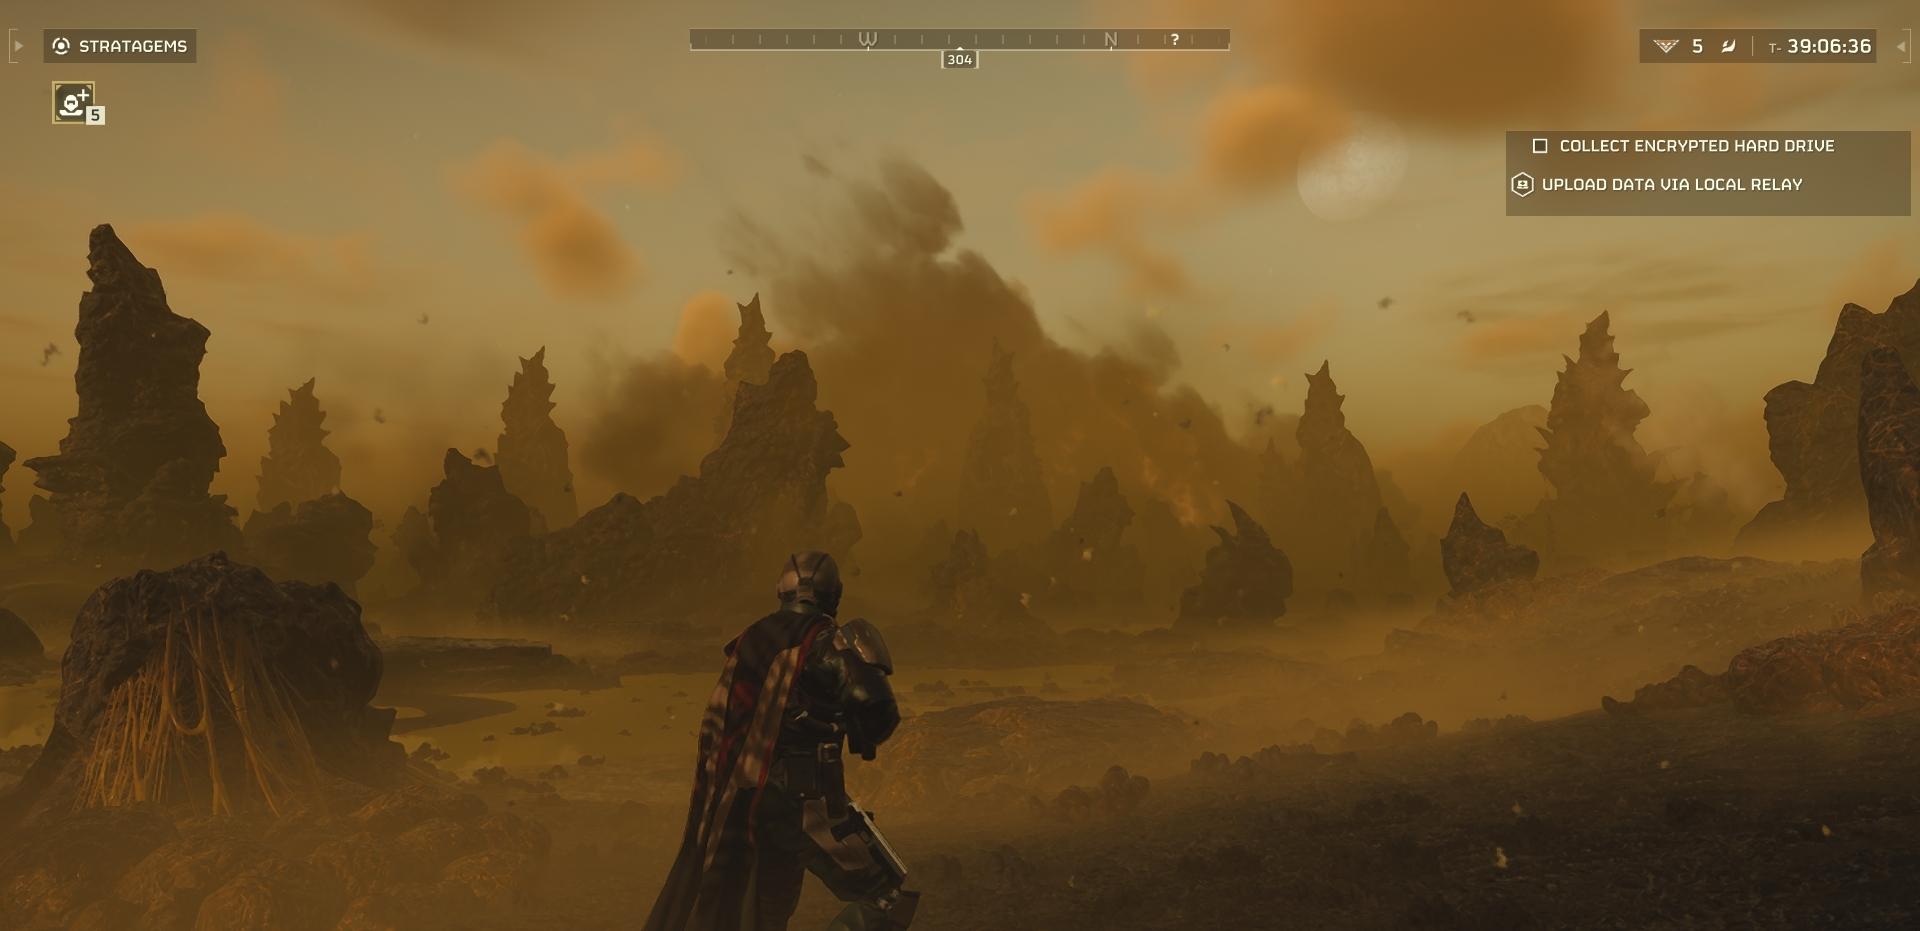 STRATAGEMS
5
W
N
?
304
5
T- 39:06:36
COLLECT ENCRYPTED HARD DRIVE
UPLOAD DATA VIA LOCAL RELAY